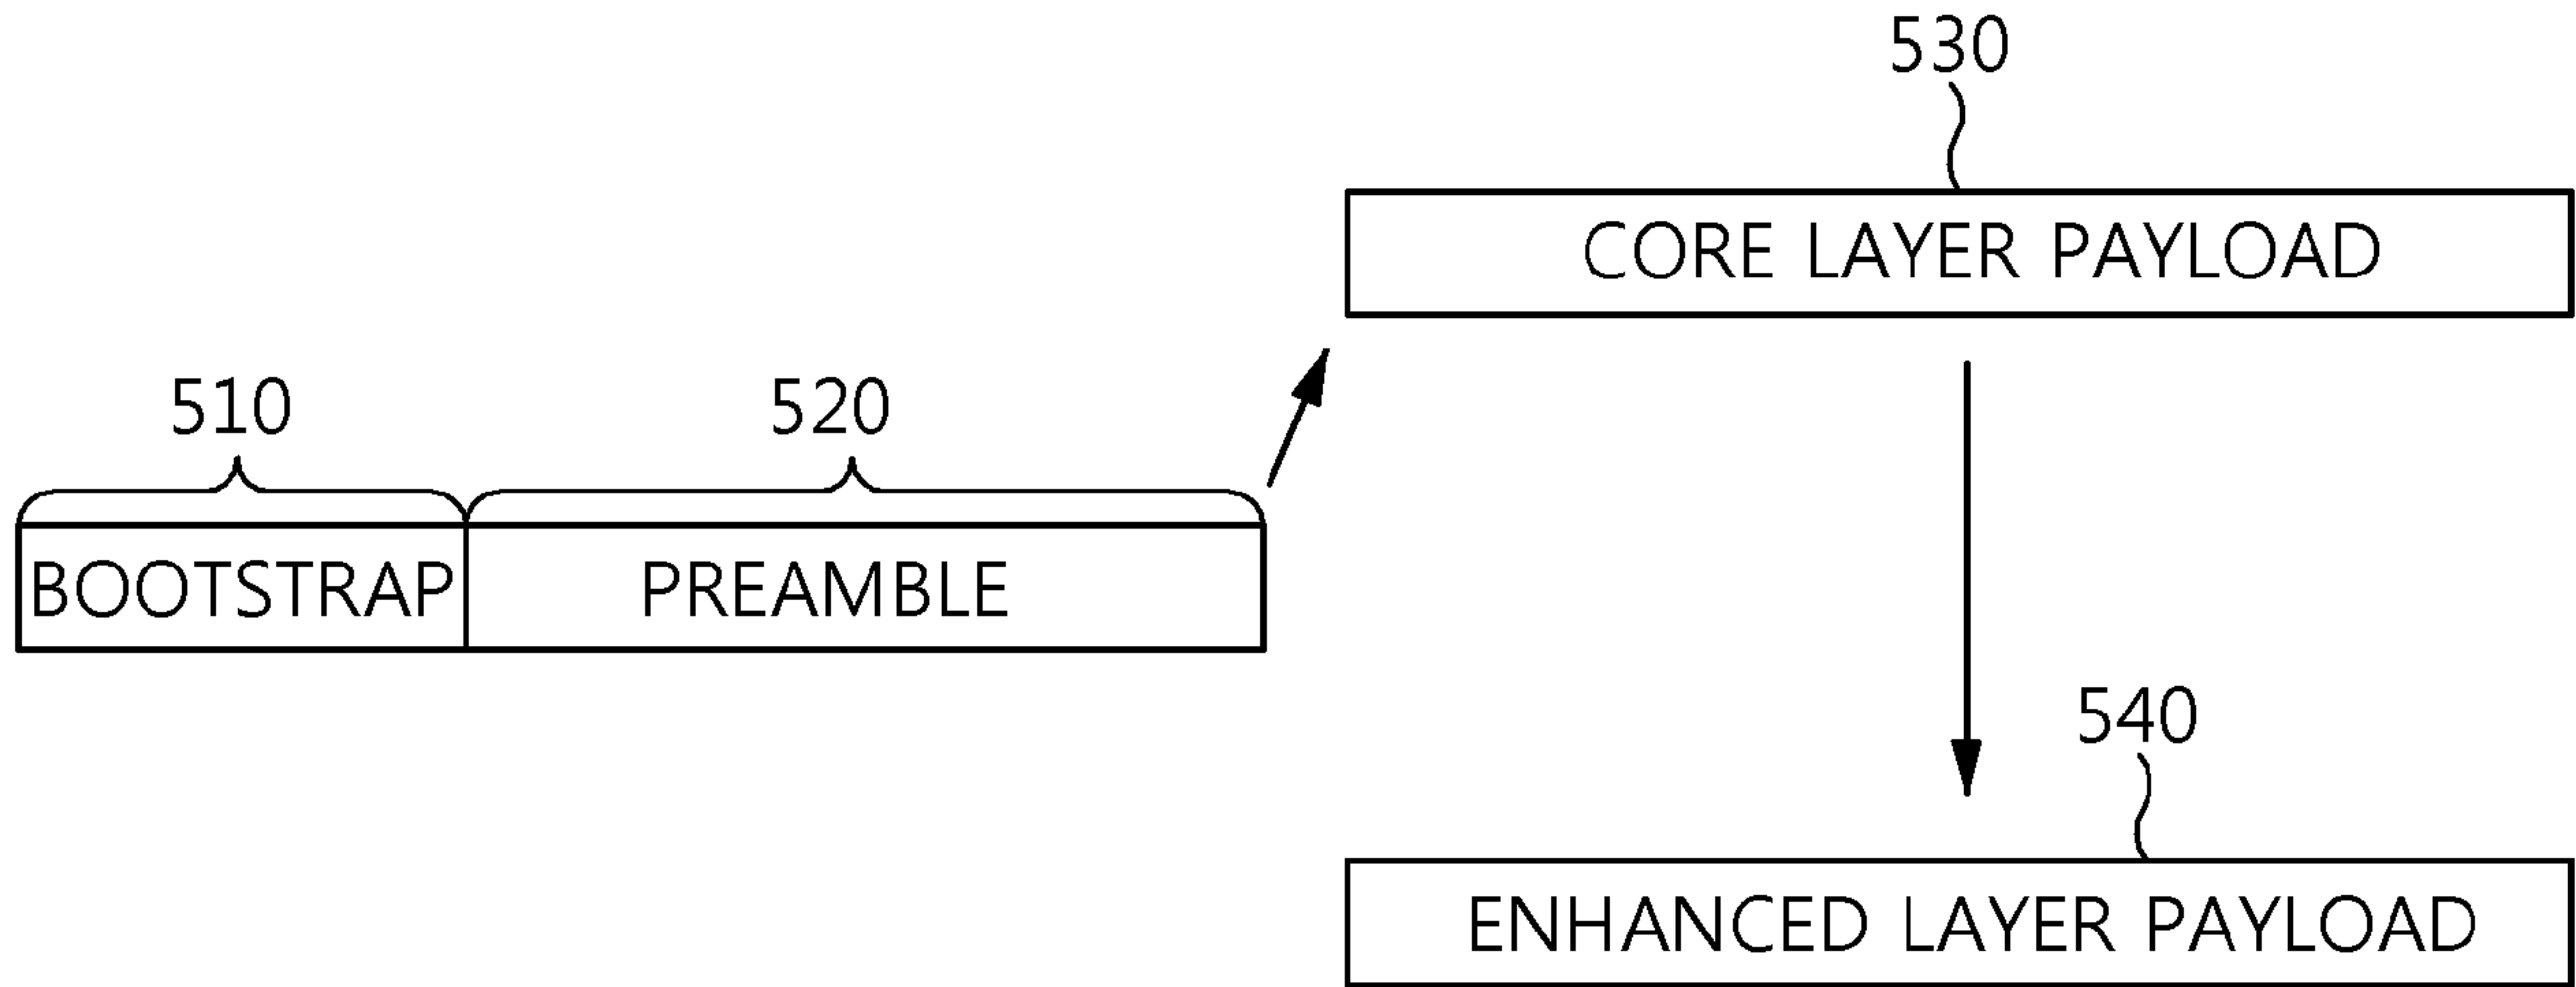 530
CORE LAYER PAYLOAD
510 520
BOOTSTRAP PREAMBLE
540
ENHANCED LAYER PAYLOAD